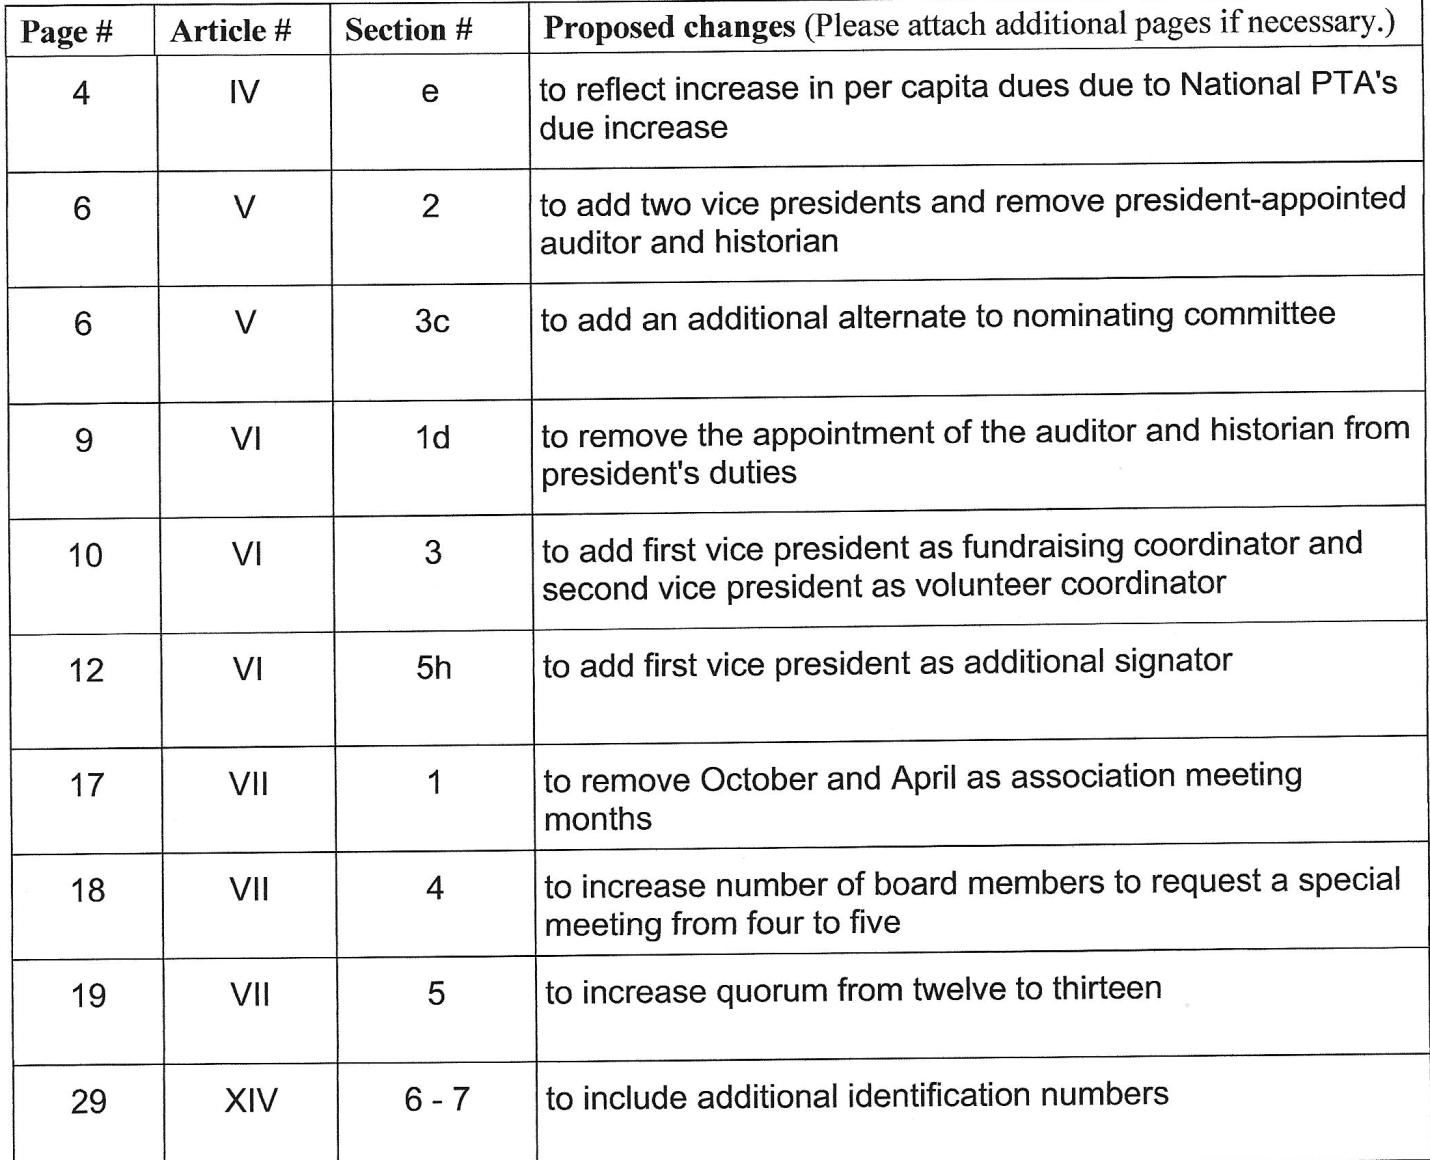 Page # Article # Section # Proposed changes (Please attach additional pages if necessary.)
4 IV e to reflect increase in per capita dues due to National PTA's
due increase
6 V 2 to add two vice presidents and remove president-appointed
auditor and historian
6 V 3c to add an additional alternate to nominating committee
9 VI 1d to remove the appointment of the auditor and historian from
president's duties
10 VI 3 to add first vice president as fundraising coordinator and
second vice president as volunteer coordinator
12 VI 5h to add first vice president as additional signator
17 VII 1 to remove October and April as association meeting
months
18 VII 4 to increase number of board members to request a special
meeting from four to five
19 VII 5 to increase quorum from twelve to thirteen
29 XIV 6 - 7 to include additional identification numbers